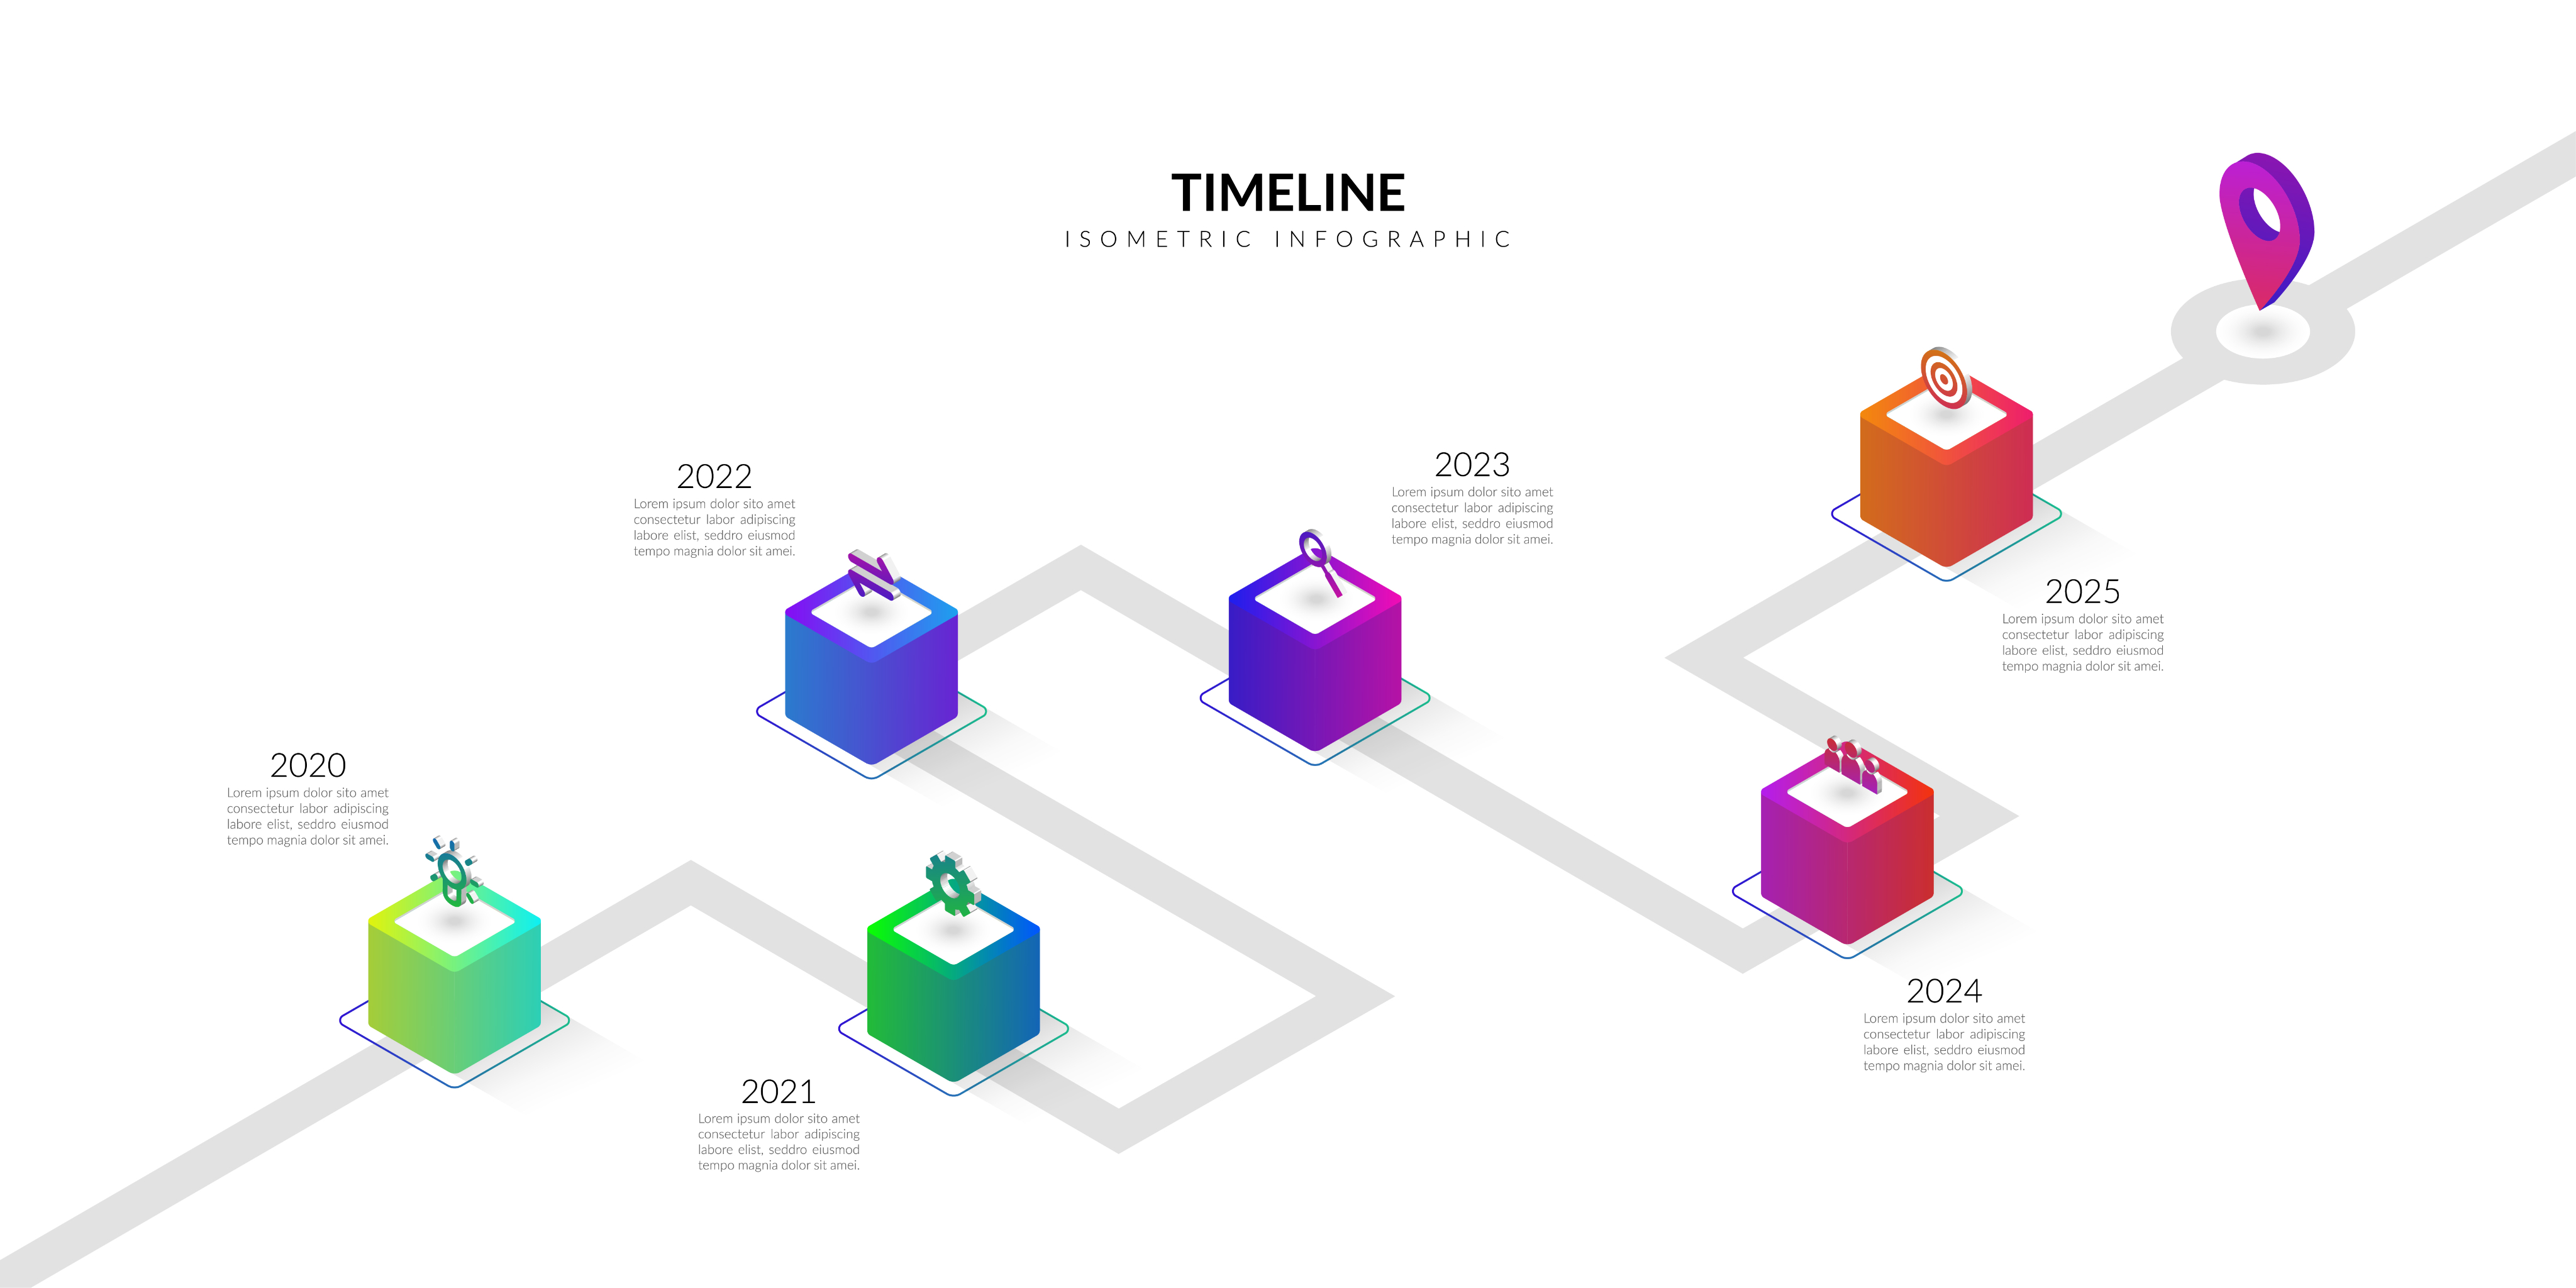 TIMELINE
ISOMETRIC INFOGRAPHIC
2020
Lorem ipsum dolor sito amet
consectetur labor adipiscing
labore elist, seddro eiusmod
tempo magnia dolor sit amei.
2021
Lorem ipsum dolor sito amet
consectetur labor adipiscing
labore elist, seddro eiusmod
tempo magnia dolor sit amei.
2022
Lorem ipsum dolor sito amet
consectetur labor adipiscing
labore elist, seddro eiusmod
tempo magnia dolor sit amei.
2023
Lorem ipsum dolor sito amet
consectetur labor adipiscing
labore elist, seddro eiusmod
tempo magnia dolor sit amei.
2024
Lorem ipsum dolor sito amet
consectetur labor adipiscing
labore elist, seddro eiusmod
tempo magnia dolor sit amei.
2025
Lorem ipsum dolor sito amet
consectetur labor adipiscing
labore elist, seddro eiusmod
tempo magnia dolor sit amei.